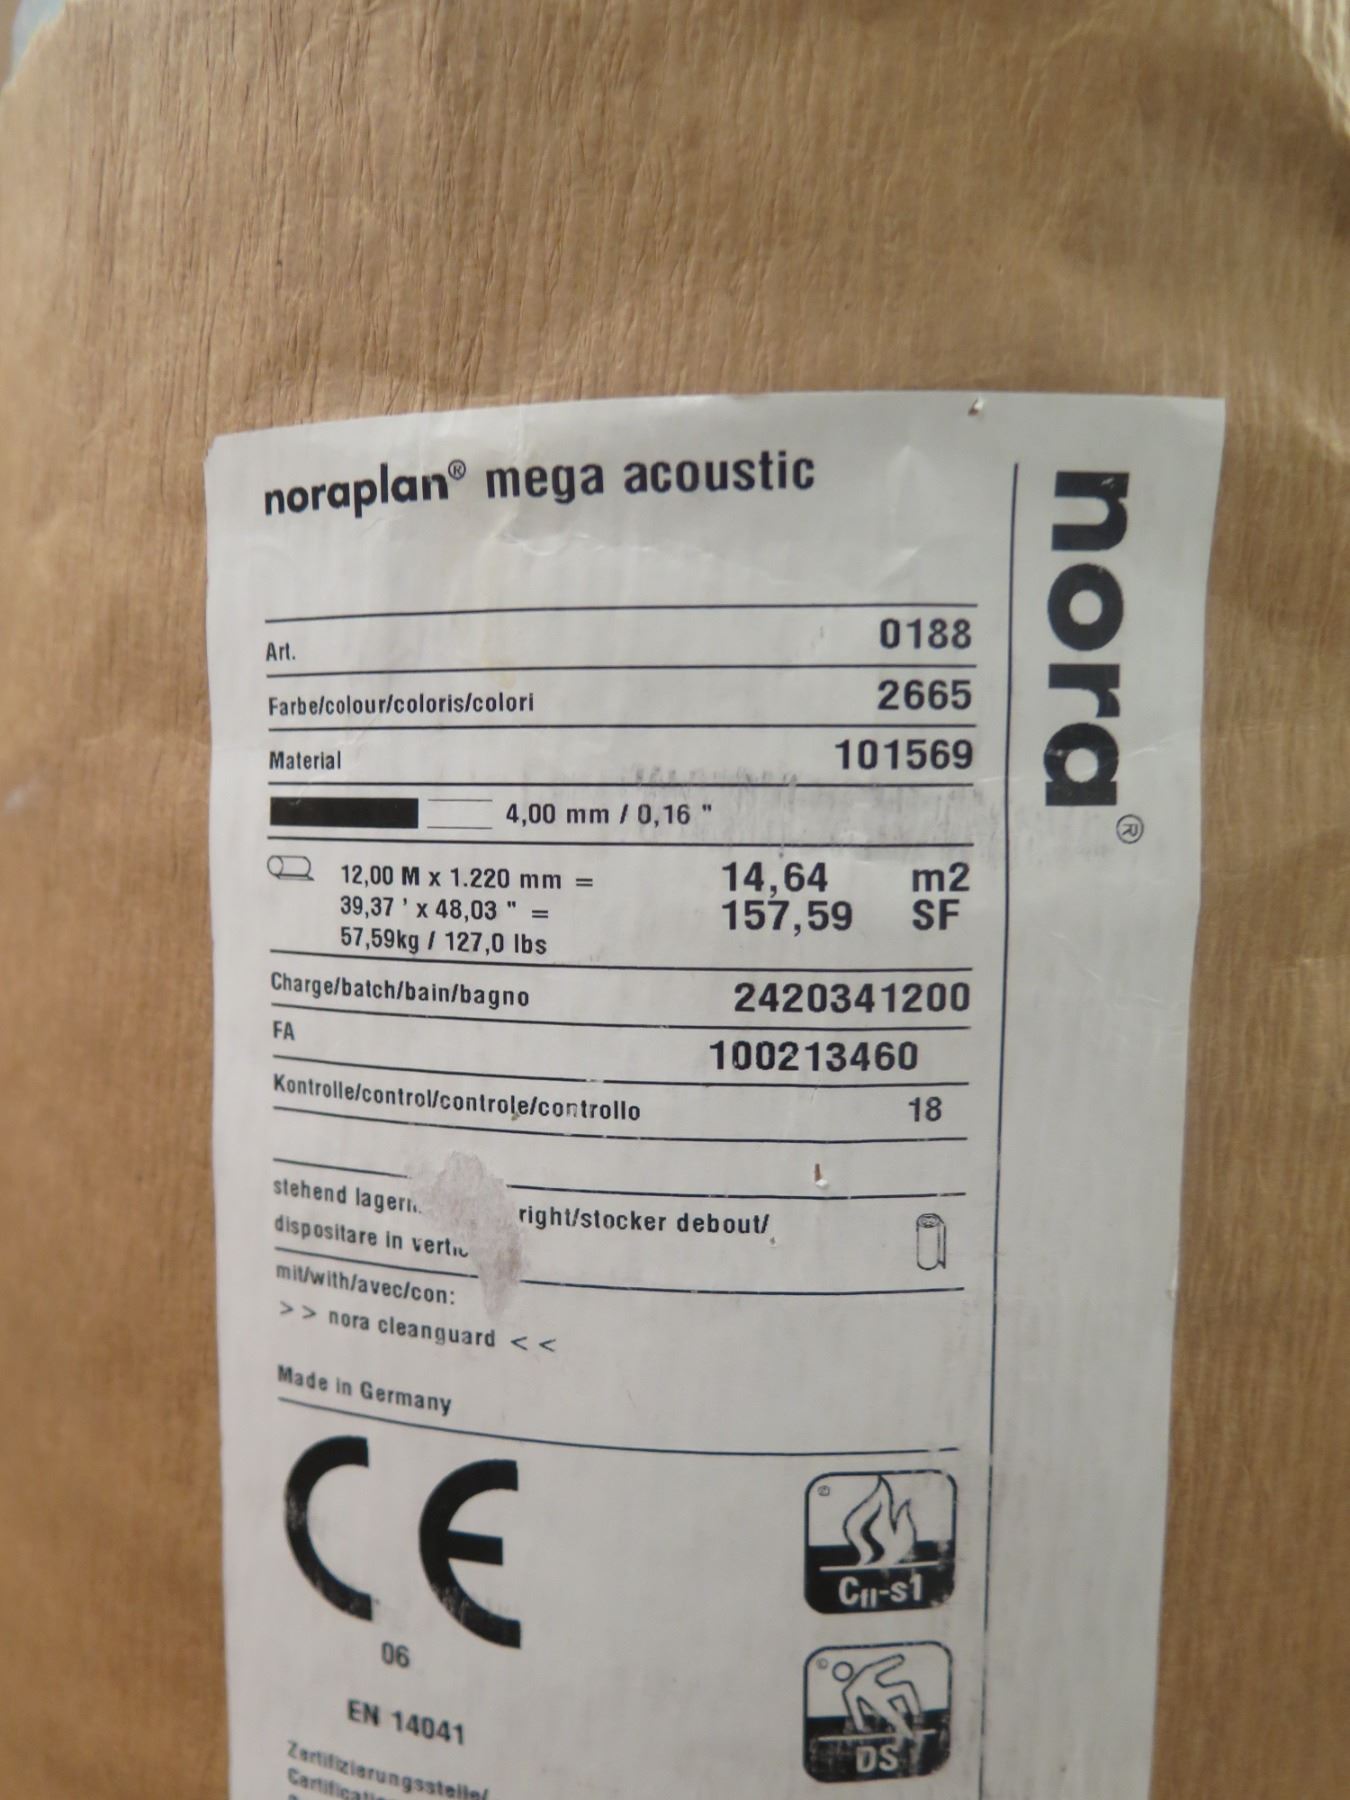 noraplan® mega acoustic
nora®
Art. 0188
Farbe/colour/coloris/colori 2665
Material 101569
4,00 mm / 0,16 "
12,00 M x 1.220 mm = 14,64 m2
39,37 ' x 48,03 " = 157,59 SF
57,59kg / 127,0 lbs
Charge/batch/bain/bagno 2420341200
FA 100213460
Kontrolle/control/controle/controllo 18
stehend right/stocker debout/
dispositare in
mit/with/avec/con:
> > nora cleanguard < <
Made in Germany
CE
06
EN 14041
Zertifizierungsstelle/
Cfl-s1
DS